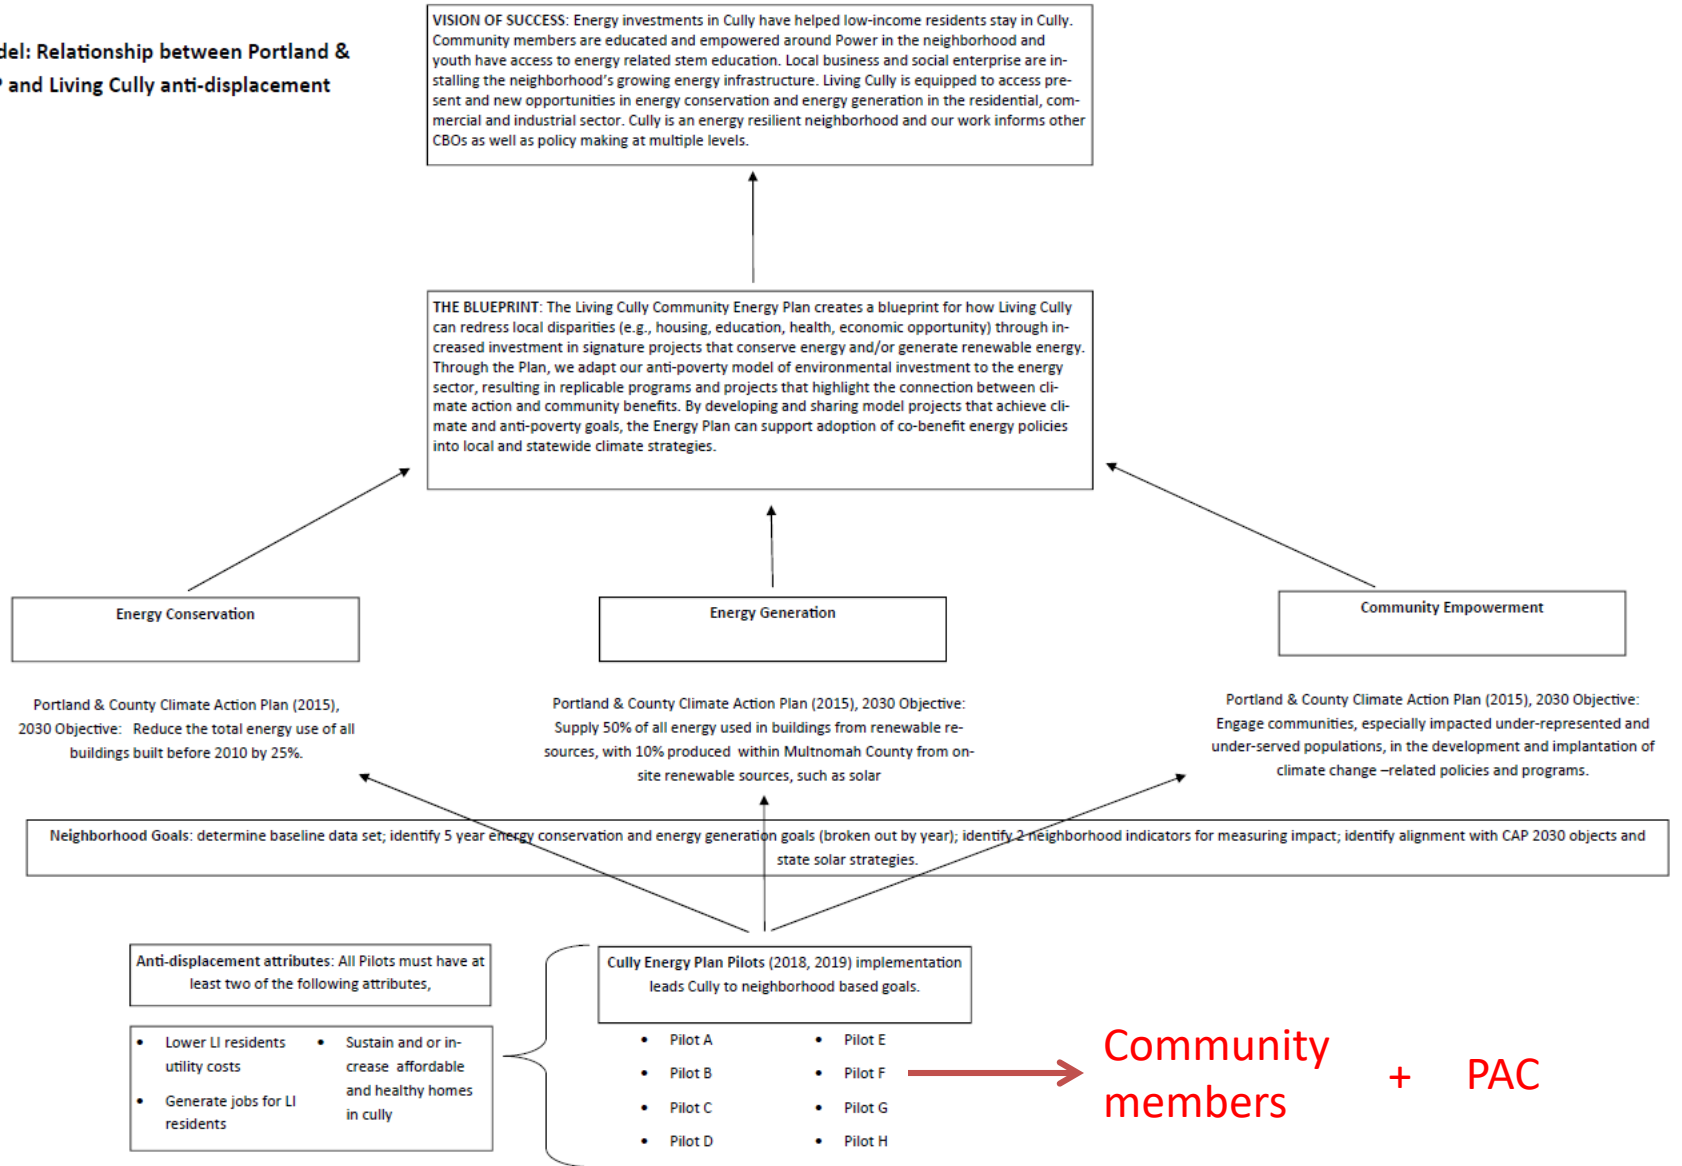 del: Relationship between Portland &
P and Living Cully anti-displacement
VISION OF SUCCESS: Energy investments in Cully have helped low-income residents stay in Cully.
Community members are educated and empowered around Power in the neighborhood and
youth have access to energy related stem education. Local business and social enterprise are in-
stalling the neighborhood's growing energy infrastructure. Living Cully is equipped to access pre-
sent and new opportunities in energy conservation and energy generation in the residential, com-
mercial and industrial sector. Cully is an energy resilient neighborhood and our work informs other
CBOs as well as policy making at multiple levels.
THE BLUEPRINT: The Living Cully Community Energy Plan creates a blueprint for how Living Cully
can redress local disparities (e.g., housing, education, health, economic opportunity) through in-
creased investment in signature projects that conserve energy and/or generate renewable energy.
Through the Plan, we adapt our anti-poverty model of environmental investment to the energy
sector, resulting in replicable programs and projects that highlight the connection between cli-
mate action and community benefits. By developing and sharing model projects that achieve cli-
mate and anti-poverty goals, the Energy Plan can support adoption of co-benefit energy policies
into local and statewide climate strategies.
Energy Conservation
Portland & County Climate Action Plan (2015),
2030 Objective: Reduce the total energy use of all
buildings built before 2010 by 25%.
Energy Generation
Portland & County Climate Action Plan (2015), 2030 Objective:
Supply 50% of all energy used in buildings from renewable re-
sources, with 10% produced within Multnomah County from on-
site renewable sources, such as solar
Community Empowerment
Portland & County Climate Action Plan (2015), 2030 Objective:
Engage communities, especially impacted under-represented and
under-served populations, in the development and implantation of
climate change –related policies and programs.
Neighborhood Goals: determine baseline data set; identify 5 year energy conservation and energy generation goals (broken out by year); identify 2 neighborhood indicators for measuring impact; identify alignment with CAP 2030 objects and
state solar strategies.
Anti-displacement attributes: All Pilots must have at
least two of the following attributes,
• Lower LI residents
utility costs
• Generate jobs for LI
residents
• Sustain and or in-
crease affordable
and healthy homes
in cully
Cully Energy Plan Pilots (2018, 2019) implementation
leads Cully to neighborhood based goals.
• Pilot A
• Pilot B
• Pilot C
• Pilot D
• Pilot E
• Pilot F
• Pilot G
• Pilot H
Community
members
+ PAC